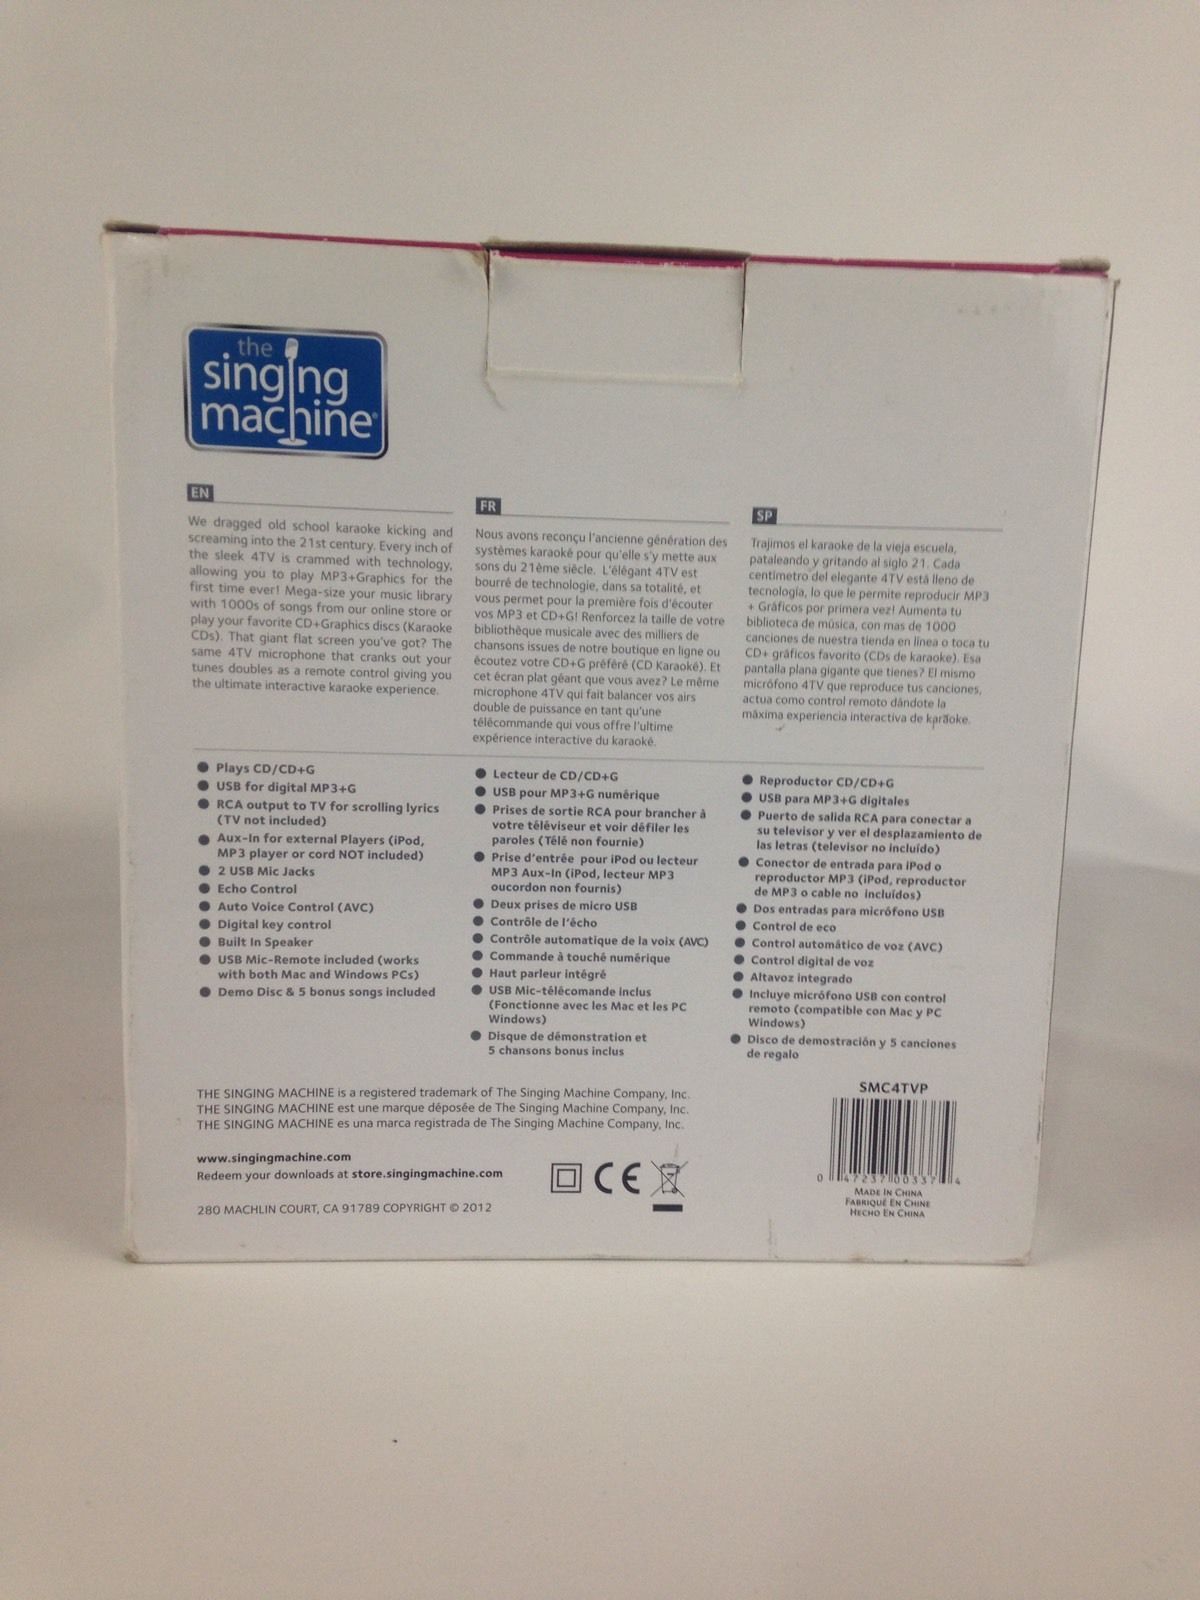 the
singing
machine®
EN
We dragged old school karaoke kicking and
screaming into the 21st century. Every inch of
the sleek 4TV is crammed with technology,
allowing you to play MP3+Graphics for the
first time ever! Mega-size your music library
with 1000s of songs from our online store or
play your favorite CD+Graphics discs (Karaoke
CDs). That giant flat screen you've got? The
same 4TV microphone that cranks out your
tunes doubles as a remote control giving you
the ultimate interactive karaoke experience.
FR
Nous avons reconçu l'ancienne génération des
systèmes karaoké pour qu'elle s'y mette aux
sons du 21ème siècle. L'élégant 4TV est
bourré de technologie, dans sa totalité, et
vous permet pour la première fois d'écouter
vos MP3 et CD+G! Renforcez la taille de votre
bibliothèque musicale avec des milliers de
chansons issues de notre boutique en ligne ou
écoutez votre CD+G préféré (CD Karaoké). Et
cet écran plat géant que vous avez? Le même
microphone 4TV qui fait balancer vos airs
double de puissance en tant qu'une
télécommande qui vous offre l'ultime
expérience interactive du karaoké.
SP
Trajimos el karaoke de la vieja escuela,
pataleando y gritando al siglo 21. Cada
centímetro del elegante 4TV está lleno de
tecnología, lo que le permite reproducir MP3
+ Gráficos por primera vez! Aumenta tu
biblioteca de música, con mas de 1000
canciones de nuestra tienda en línea o toca tu
CD+ gráficos favorito (CDs de karaoke). Esa
pantalla plana gigante que tienes? El mismo
micrófono 4TV que reproduce tus canciones,
actua como control remoto dándote la
máxima experiencia interactiva de karaoke.
● Plays CD/CD+G
● USB for digital MP3+G
● RCA output to TV for scrolling lyrics
(TV not included)
● Aux-In for external Players (iPod,
MP3 player or cord NOT included)
● 2 USB Mic Jacks
● Echo Control
● Auto Voice Control (AVC)
● Digital key control
● Built In Speaker
● USB Mic-Remote included (works
with both Mac and Windows PCs)
● Demo Disc & 5 bonus songs included
● Lecteur de CD/CD+G
● USB pour MP3+G numérique
● Prises de sortie RCA pour brancher à
votre téléviseur et voir défiler les
paroles (Télé non fournie)
● Prise d'entrée pour iPod ou lecteur
MP3 Aux-In (iPod, lecteur MP3
oucordon non fournis)
● Deux prises de micro USB
● Contrôle de l'écho
● Contrôle automatique de la voix (AVC)
● Commande à touché numérique
● Haut parleur intégré
● USB Mic-télécomande inclus
(Fonctionne avec les Mac et les PC
Windows)
● Disque de démonstration et
5 chansons bonus inclus
● Reproductor CD/CD+G
● USB para MP3+G digitales
● Puerto de salida RCA para conectar a
su televisor y ver el desplazamiento de
las letras (televisor no incluído)
● Conector de entrada para iPod o
reproductor MP3 (iPod, reproductor
de MP3 o cable no incluídos)
● Dos entradas para micrófono USB
● Control de eco
● Control automático de voz (AVC)
● Control digital de voz
● Altavoz integrado
● Incluye micrófono USB con control
remoto (compatible con Mac y PC
Windows)
● Disco de demostración y 5 canciones
de regalo
THE SINGING MACHINE is a registered trademark of The Singing Machine Company, Inc.
THE SINGING MACHINE est une marque déposée de The Singing Machine Company, Inc.
THE SINGING MACHINE es una marca registrada de The Singing Machine Company, Inc.
www.singingmachine.com
Redeem your downloads at store.singingmachine.com
280 MACHLIN COURT, CA 91789 COPYRIGHT © 2012
CE
SMC4TVP
0 47237 00337 4
MADE IN CHINA
FABRIQUÉ EN CHINE
HECHO EN CHINA